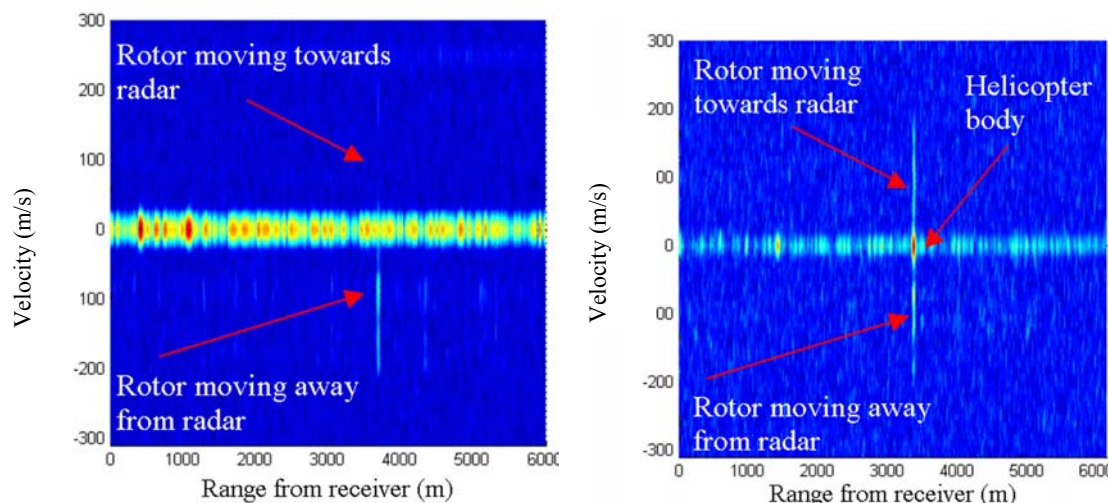 300
Rotor moving towards
radar
200
100
0
100
-200
Rotor moving away
from radar
-300
0
1000
2000
3000
4000
5000
6000
Velocity (m/s)
Range from receiver (m)
300
Rotor moving
towards radar
Helicopter
body
200
00
0
00
-200
Rotor moving away
from radar
-300
0
1000
2000
3000
4000
5000
6000
Velocity (m/s)
Range from receiver (m)